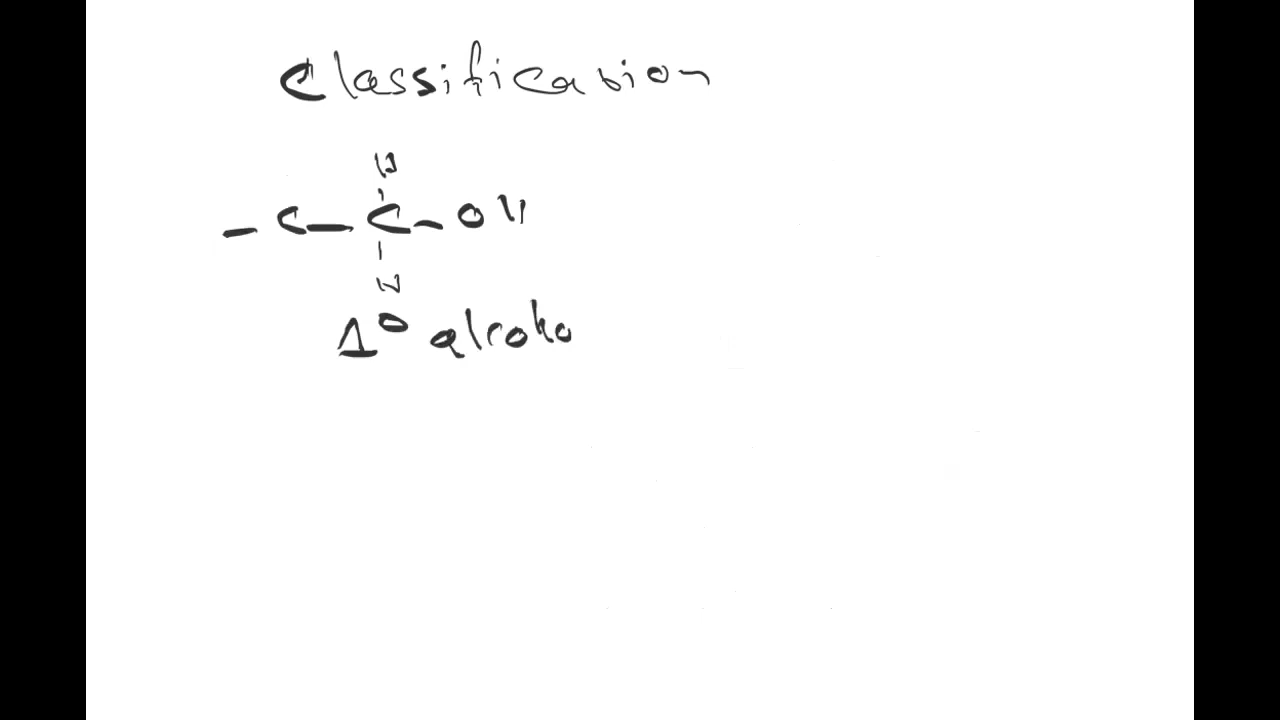 Classification
H
- C - C - OH
H
1° alcoho